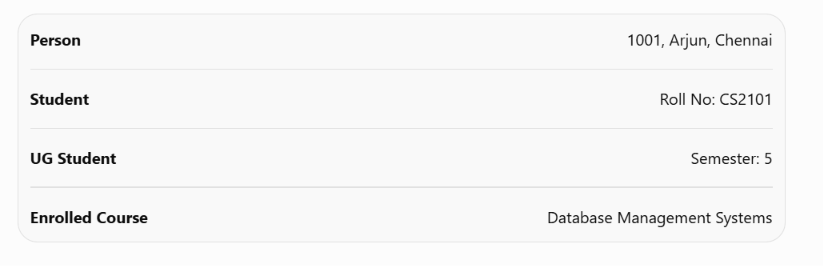 Person 1001, Arjun, Chennai
Student Roll No: CS2101
UG Student Semester: 5
Enrolled Course Database Management Systems